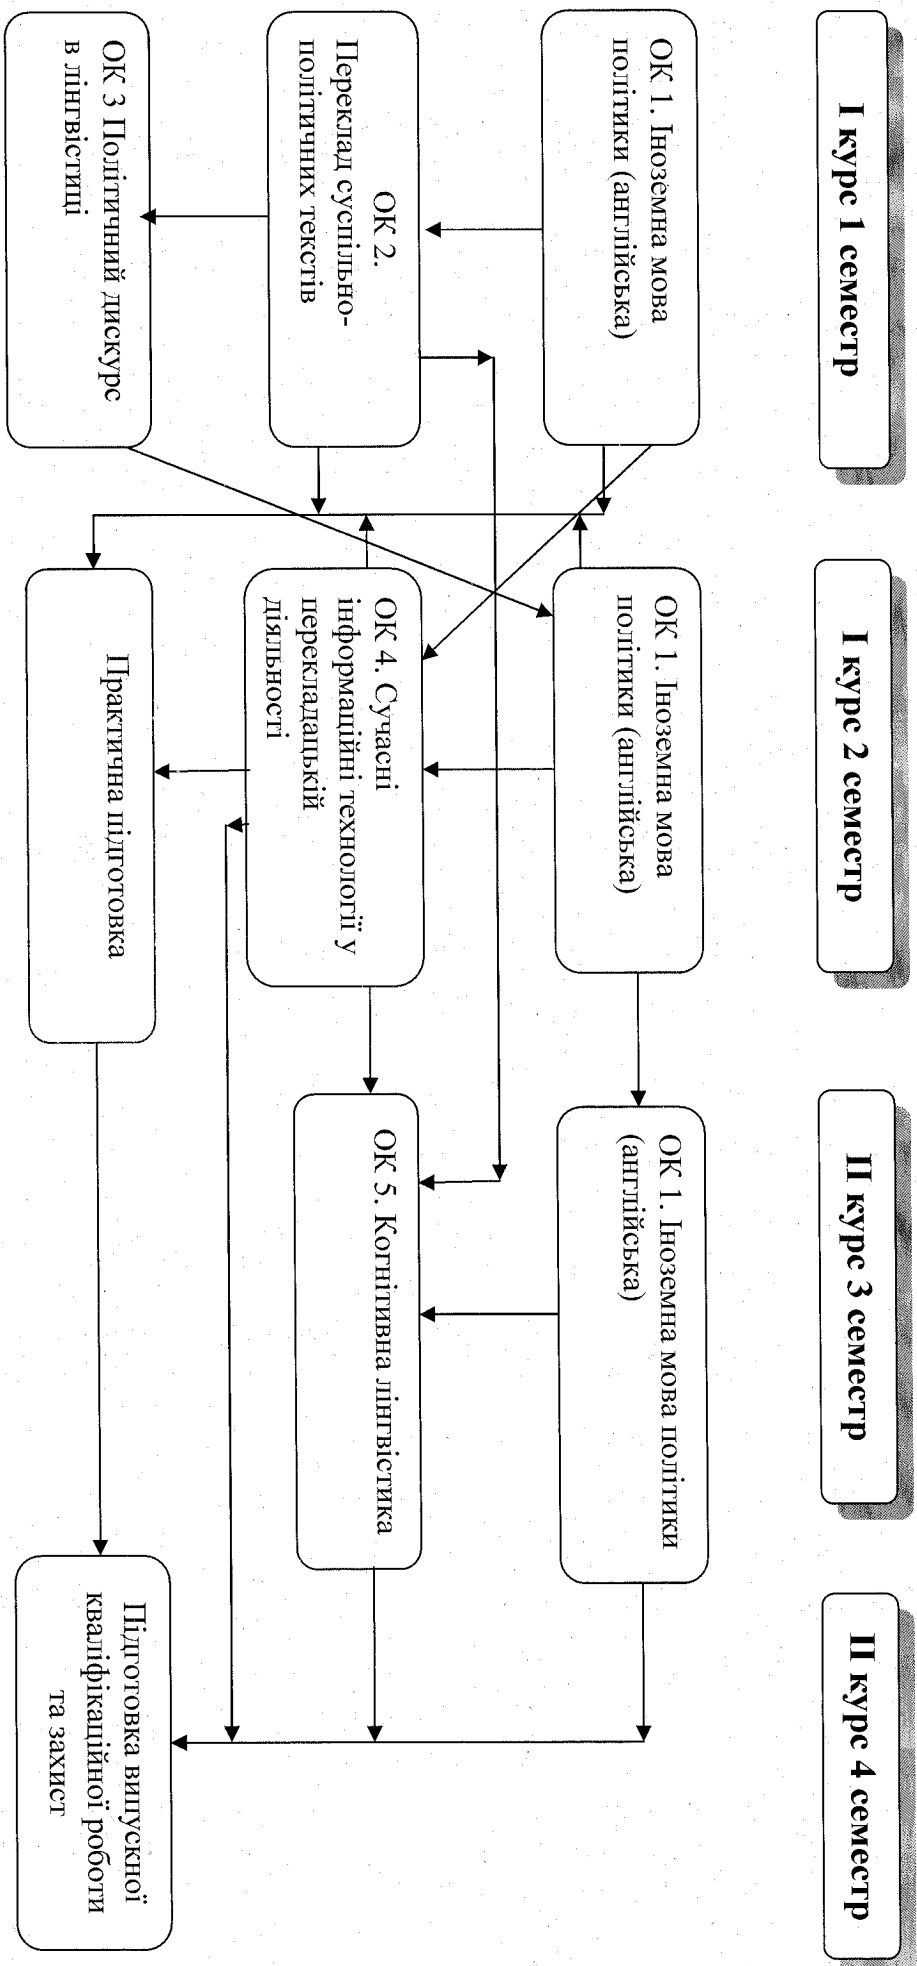 І курс 1 семестр
І курс 2 семестр
ІІ курс 3 семестр
ІІ курс 4 семестр
ОК 1. Іноземна мова
політики (англійська)
ОК 1. Іноземна мова
політики (англійська)
ОК 1. Іноземна мова політики
(англійська)
ОК 2.
Переклад суспільно-
політичних текстів
ОК 4. Сучасні
інформаційні технології у
перекладацькій
діяльності
ОК 5. Когнітивна лінгвістика
ОК 3 Політичний дискурс
в лінгвістиці
Практична підготовка
Підготовка випускної
кваліфікаційної роботи
та захист